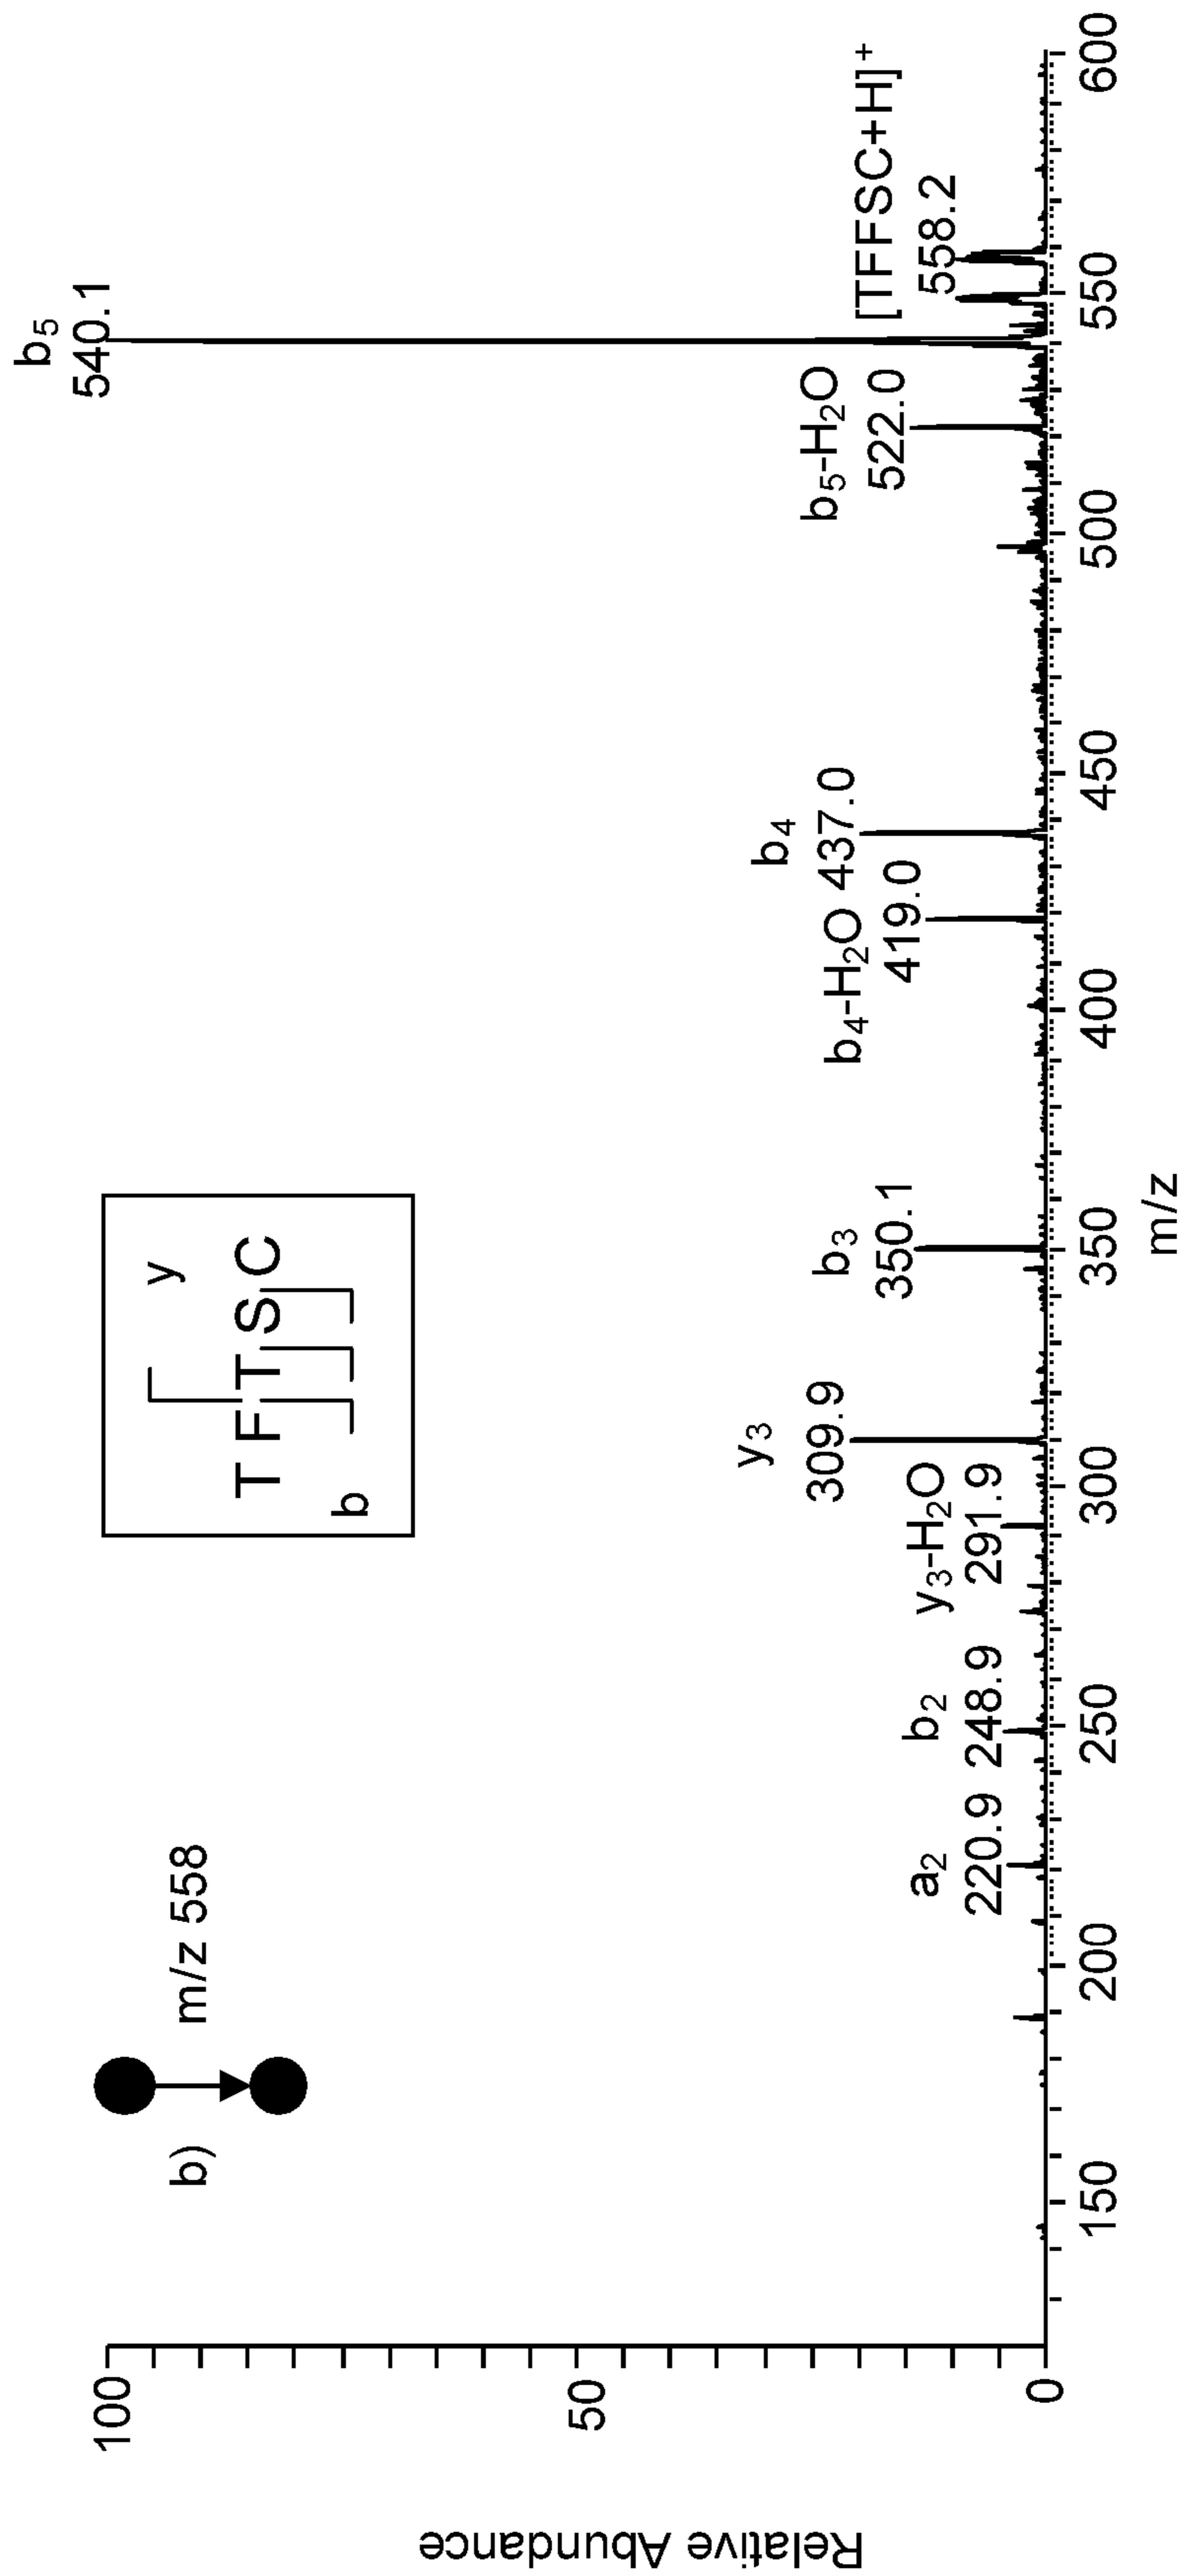 b)
m/z 558
y
T F T S C
b
b5
540.1
b5-H2O
522.0
[TFFSC+H]+
558.2
b4
437.0
b4-H2O
419.0
b3
350.1
y3
309.9
y3-H2O
291.9
b2
248.9
a2
220.9
Relative Abundance
100
50
0
150 200 250 300 350 400 450 500 550 600
m/z